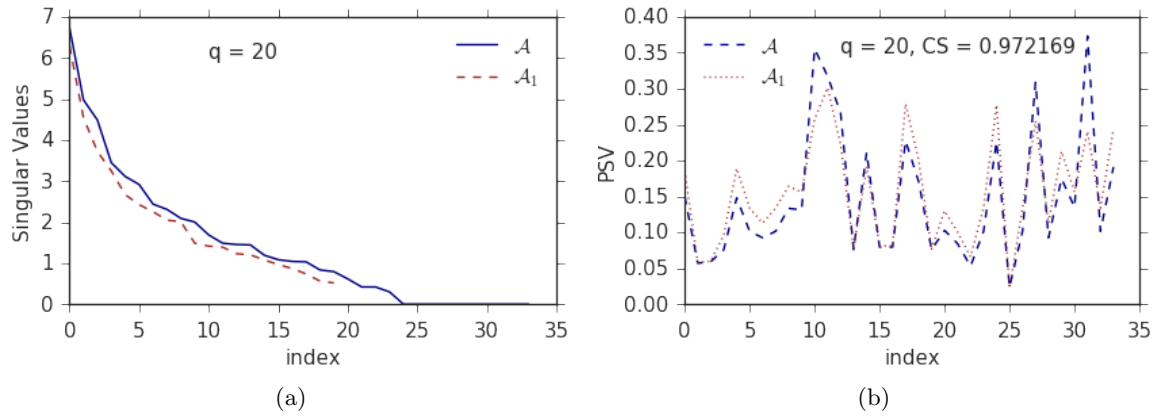 7
6
5
4
3
2
1
0
Singular Values
q = 20
𝒜
𝒜₁
0 5 10 15 20 25 30 35
index
(a)
0.40
0.35
0.30
0.25
0.20
0.15
0.10
0.05
0.00
PSV
𝒜
𝒜₁
q = 20, CS = 0.972169
0 5 10 15 20 25 30 35
index
(b)